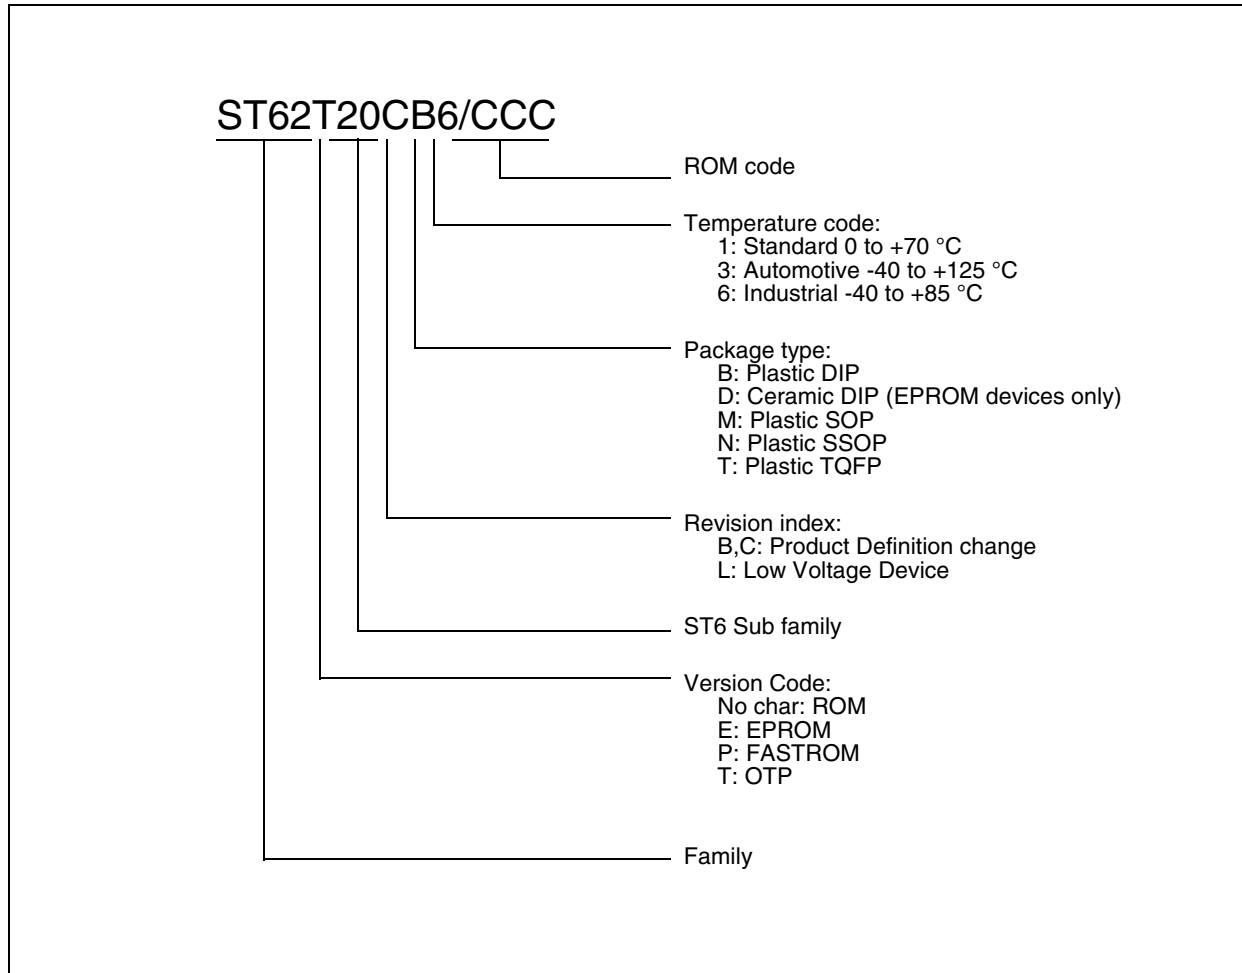 ST62T20CB6/CCC
ROM code
Temperature code:
1: Standard 0 to +70 °C
3: Automotive -40 to +125 °C
6: Industrial -40 to +85 °C
Package type:
B: Plastic DIP
D: Ceramic DIP (EPROM devices only)
M: Plastic SOP
N: Plastic SSOP
T: Plastic TQFP
Revision index:
B,C: Product Definition change
L: Low Voltage Device
ST6 Sub family
Version Code:
No char: ROM
E: EPROM
P: FASTROM
T: OTP
Family